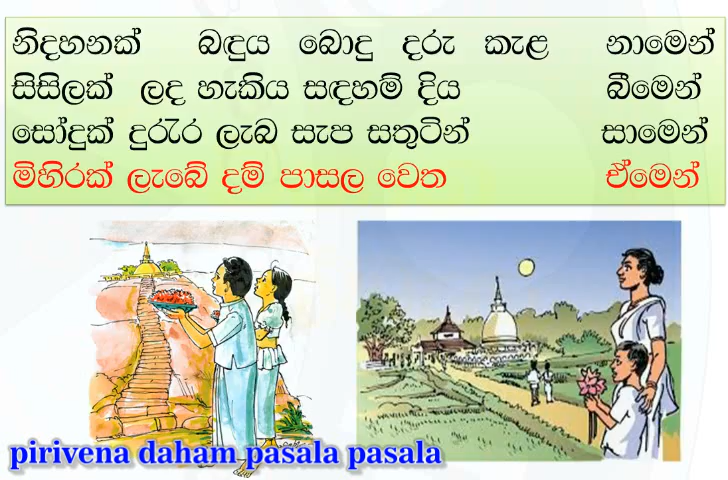 නිදහනක් බඳුය බොදු දරු කැළ නාමෙන්
සිසිලක් ලද හැකිය සඳහම් දිය බීමෙන්
සෝදුක් දුරැර ලැබ සැප සතුටින් සාමෙන්
මිහිරක් ලැබේ දම් පාසල වෙත ඒමෙන්
pirivena daham pasala pasala